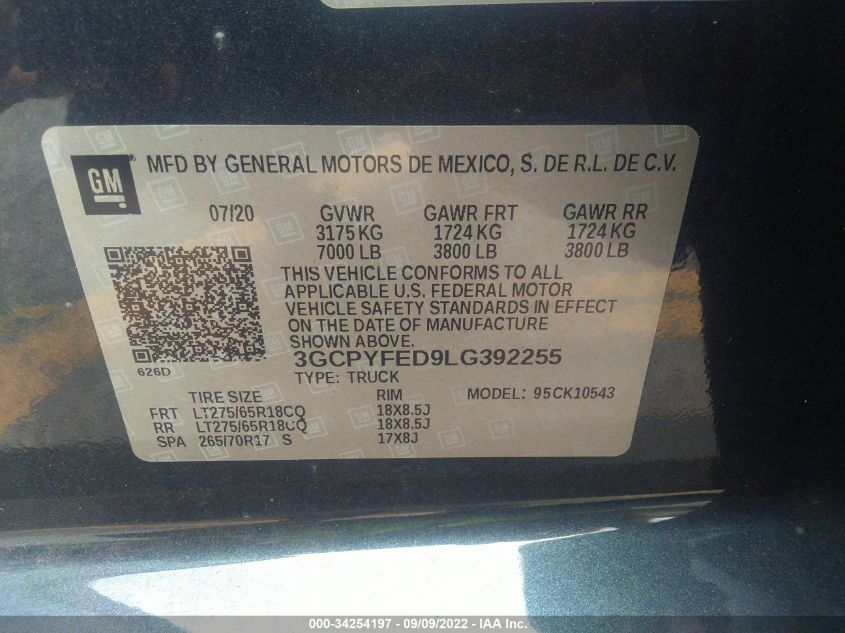 GM
MFD BY GENERAL MOTORS DE MEXICO, S. DE R.L. DE C.V.
07/20 GVWR GAWR FRT GAWR RR
3175 KG 1724 KG 1724 KG
7000 LB 3800 LB 3800 LB
THIS VEHICLE CONFORMS TO ALL
APPLICABLE U.S. FEDERAL MOTOR
VEHICLE SAFETY STANDARDS IN EFFECT
ON THE DATE OF MANUFACTURE
SHOWN ABOVE.
3GCPYFED9LG392255
626D
TYPE: TRUCK
TIRE SIZE RIM MODEL: 95CK10543
FRT LT275/65R18CQ 18X8.5J
RR LT275/65R18CQ 18X8.5J
SPA 265/70R17 S 17X8J
000-34254197 - 09/09/2022 - IAA Inc.